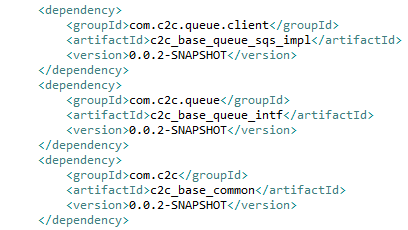 <dependency>
<groupId>com.c2c.queue.client</groupId>
<artifactId>c2c_base_queue_sqs_impl</artifactId>
<version>0.0.2-SNAPSHOT</version>
</dependency>
<dependency>
<groupId>com.c2c.queue</groupId>
<artifactId>c2c_base_queue_intf</artifactId>
<version>0.0.2-SNAPSHOT</version>
</dependency>
<dependency>
<groupId>com.c2c</groupId>
<artifactId>c2c_base_common</artifactId>
<version>0.0.2-SNAPSHOT</version>
</dependency>